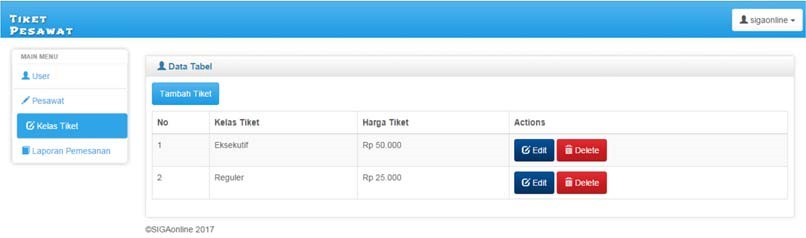 Tiket
Pesawat
sigaonline
MAIN MENU
User
Pesawat
Kelas Tiket
Laporan Pemesanan
Data Tabel
Tambah Tiket
No Kelas Tiket Harga Tiket Actions
1 Eksekutif Rp 50.000 Edit Delete
2 Reguler Rp 25.000 Edit Delete
©SIGAonline 2017